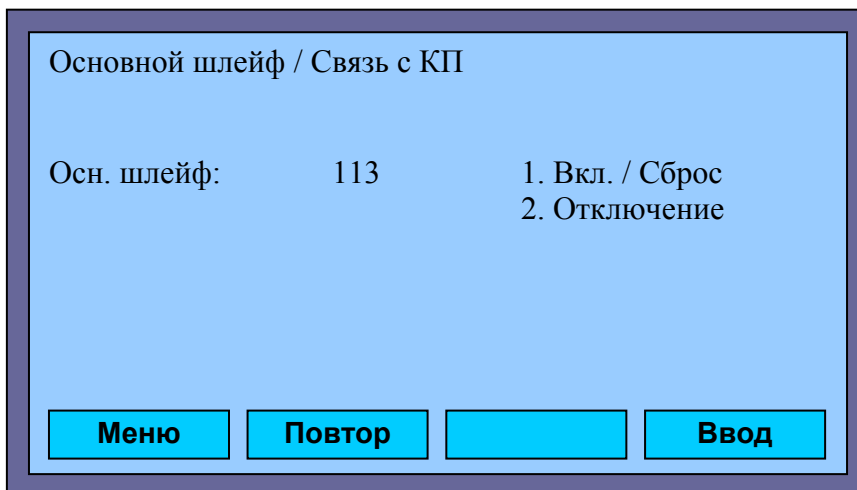 Основной шлейф / Связь с КП
Осн. шлейф: 113 1. Вкл. / Сброс
2. Отключение
Меню Повтор Ввод